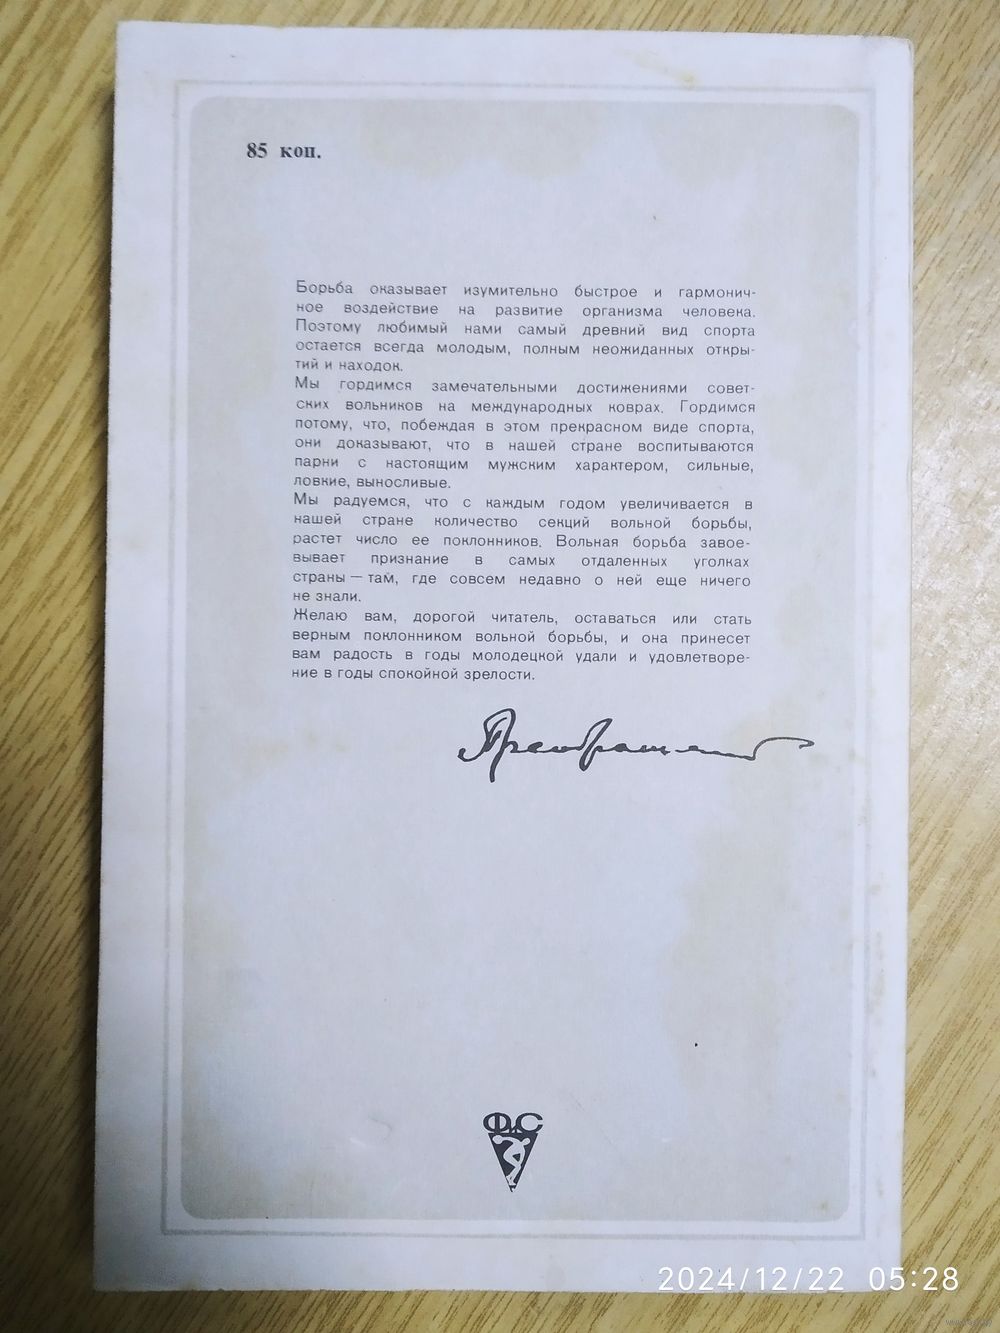 85 коп.
Борьба оказывает изумительно быстрое и гармонич-
ное воздействие на развитие организма человека.
Поэтому любимый нами самый древний вид спорта
остается всегда молодым, полным неожиданных откры-
тий и находок.
Мы гордимся замечательными достижениями совет-
ских вольников на международных коврах. Гордимся
потому, что, побеждая в этом прекрасном виде спорта,
они доказывают, что в нашей стране воспитываются
парни с настоящим мужским характером, сильные,
ловкие, выносливые.
Мы радуемся, что с каждым годом увеличивается в
нашей стране количество секций вольной борьбы,
растет число ее поклонников. Вольная борьба завое-
вывает признание в самых отдаленных уголках
страны — там, где совсем недавно о ней еще ничего
не знали.
Желаю вам, дорогой читатель, оставаться или стать
верным поклонником вольной борьбы, и она принесет
вам радость в годы молодецкой удали и удовлетворе-
ние в годы спокойной зрелости.
ФиС
2024/12/22 05:28